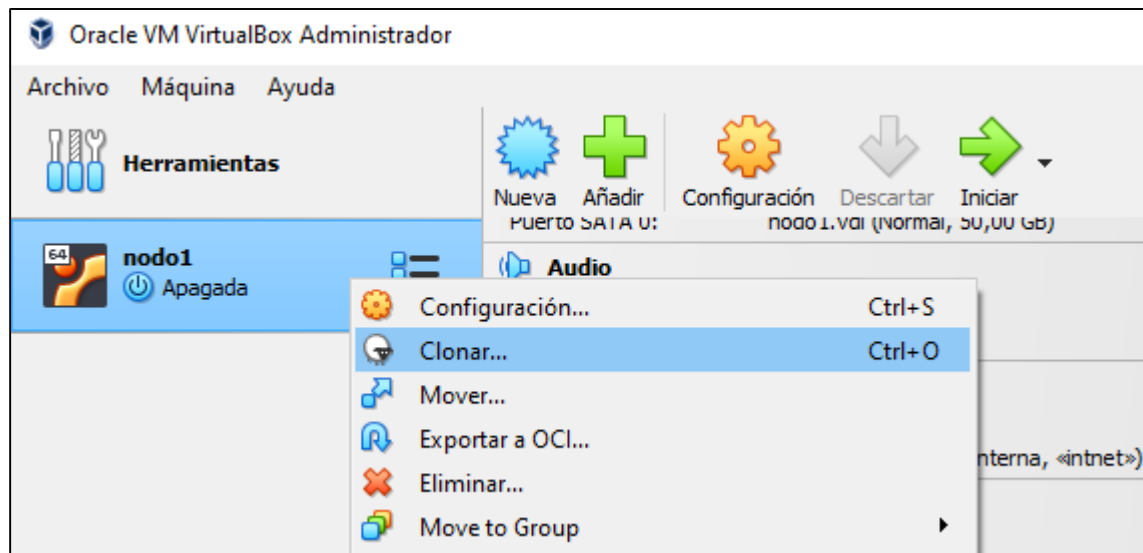 Oracle VM VirtualBox Administrador
Archivo Máquina Ayuda
Herramientas
Nueva Añadir Configuración Descartar Iniciar
Puerto SATA 0: nodo1.vdi (Normal, 50,00 GB)
64
nodo1
Apagada
Audio
Configuración... Ctrl+S
Clonar... Ctrl+O
Mover...
Exportar a OCI...
nterna, «intnet»)
Eliminar...
Move to Group